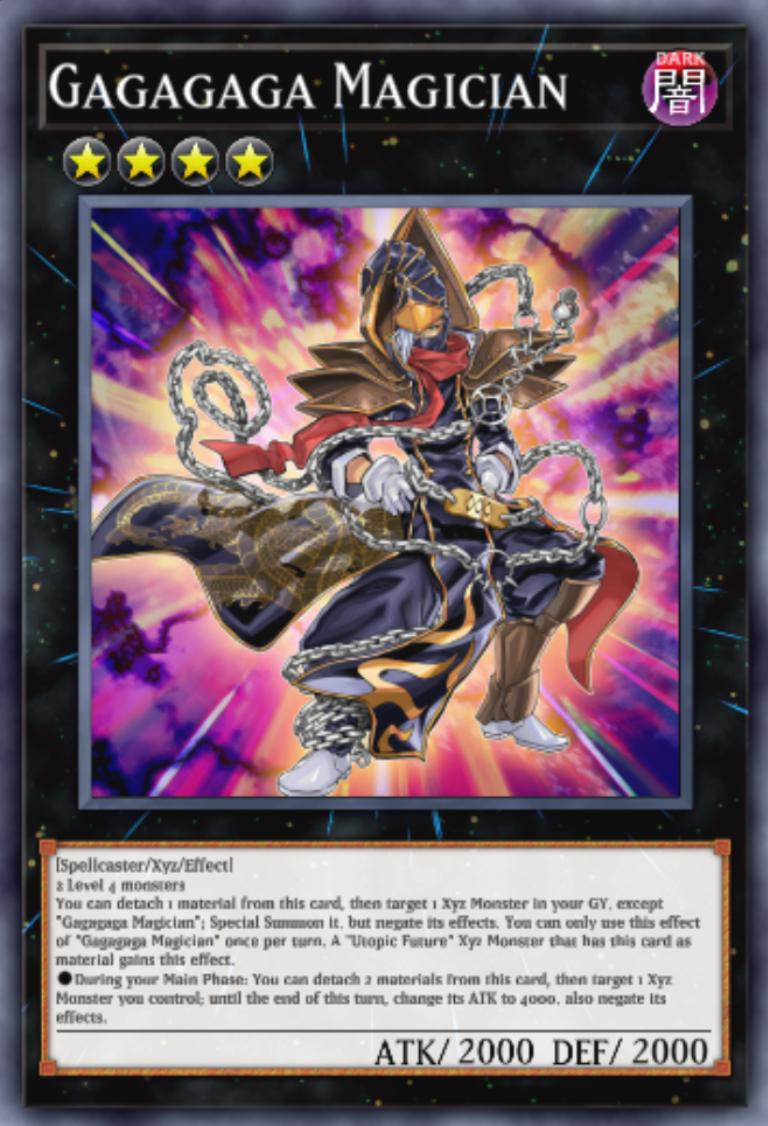 GAGAGAGA MAGICIAN
DARK
闇
[Spellcaster/Xyz/Effect]
2 Level 4 monsters
You can detach 1 material from this card, then target 1 Xyz Monster in your GY, except
"Gagagaga Magician"; Special Summon it, but negate its effects. You can only use this effect
of "Gagagaga Magician" once per turn. A "Utopic Future" Xyz Monster that has this card as
material gains this effect.
●During your Main Phase: You can detach 2 materials from this card, then target 1 Xyz
Monster you control; until the end of this turn, change its ATK to 4000, also negate its
effects.
ATK/ 2000 DEF/ 2000